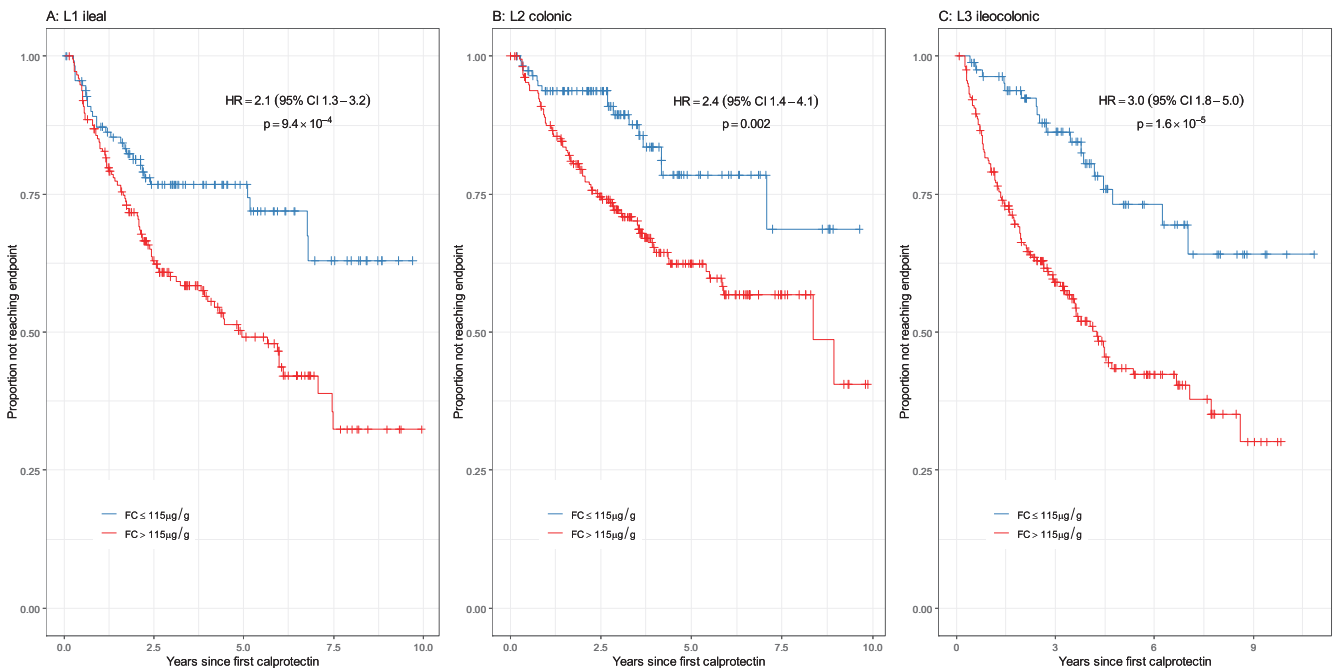 A: L1 ileal
HR = 2.1 (95% CI 1.3 – 3.2)
p = 9.4 × 10⁻⁴
Proportion not reaching endpoint
1.00
0.75
0.50
0.25
0.00
FC ≤ 115µg/g
FC > 115µg/g
0.0 2.5 5.0 7.5 10.0
Years since first calprotectin
B: L2 colonic
HR = 2.4 (95% CI 1.4 – 4.1)
p = 0.002
Proportion not reaching endpoint
1.00
0.75
0.50
0.25
0.00
FC ≤ 115µg/g
FC > 115µg/g
0.0 2.5 5.0 7.5 10.0
Years since first calprotectin
C: L3 ileocolonic
HR = 3.0 (95% CI 1.8 – 5.0)
p = 1.6 × 10⁻⁵
Proportion not reaching endpoint
1.00
0.75
0.50
0.25
0.00
FC ≤ 115µg/g
FC > 115µg/g
0 3 6 9
Years since first calprotectin